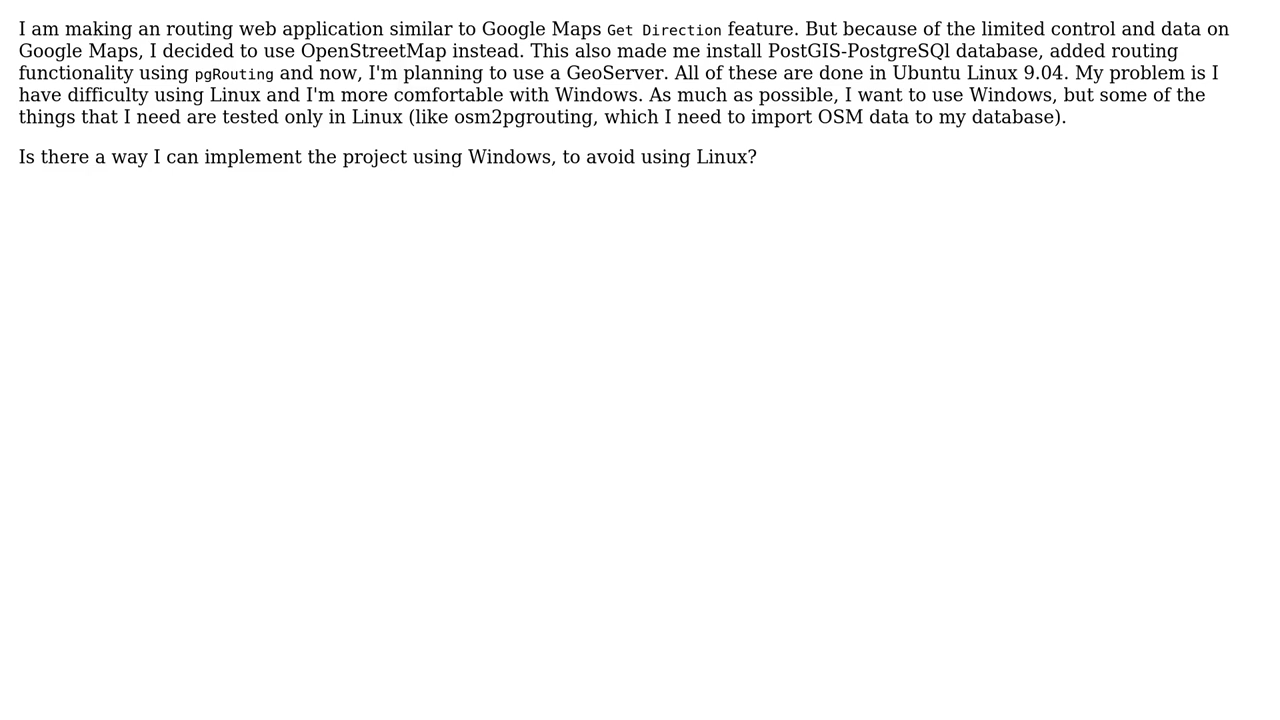 I am making an routing web application similar to Google Maps Get Direction feature. But because of the limited control and data on
Google Maps, I decided to use OpenStreetMap instead. This also made me install PostGIS-PostgreSQl database, added routing
functionality using pgRouting and now, I'm planning to use a GeoServer. All of these are done in Ubuntu Linux 9.04. My problem is I
have difficulty using Linux and I'm more comfortable with Windows. As much as possible, I want to use Windows, but some of the
things that I need are tested only in Linux (like osm2pgrouting, which I need to import OSM data to my database).
Is there a way I can implement the project using Windows, to avoid using Linux?